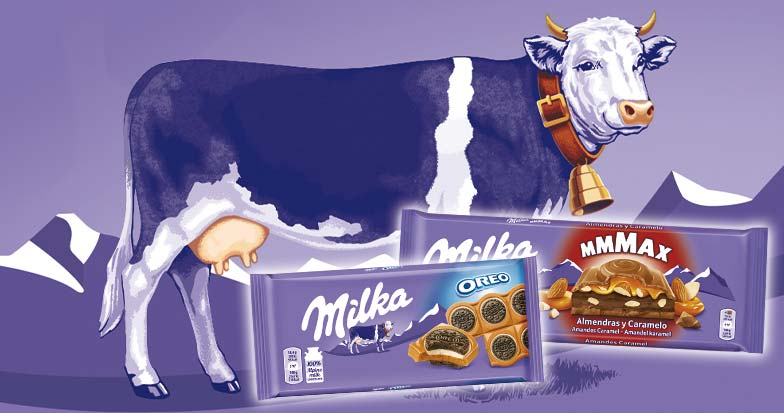 Almendras y Caramelo
Milka
MMMAX
Milka
OREO
Almendras y Caramelo
Amandes Caramel - Amandel karamel
Amandes Caramel
100%
Alpine
milk